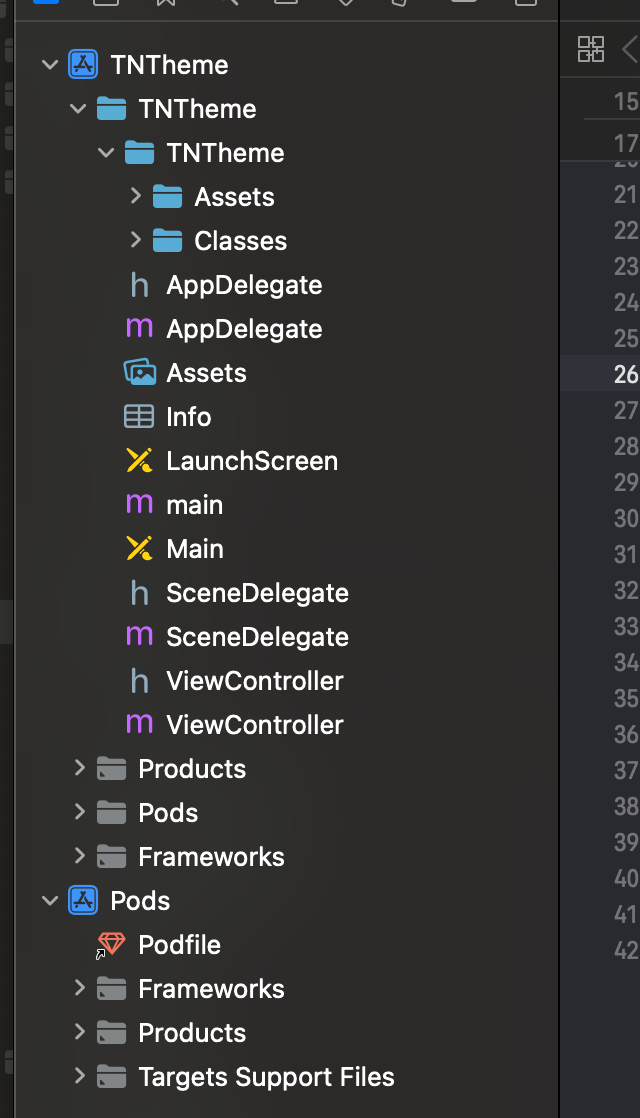 TNTheme
TNTheme
TNTheme
Assets
Classes
h AppDelegate
m AppDelegate
Assets
Info
LaunchScreen
m main
Main
h SceneDelegate
m SceneDelegate
h ViewController
m ViewController
Products
Pods
Frameworks
Pods
Podfile
Frameworks
Products
Targets Support Files
15
17
20
21
22
23
24
25
26
27
28
29
30
31
32
33
34
35
36
37
38
39
40
41
42